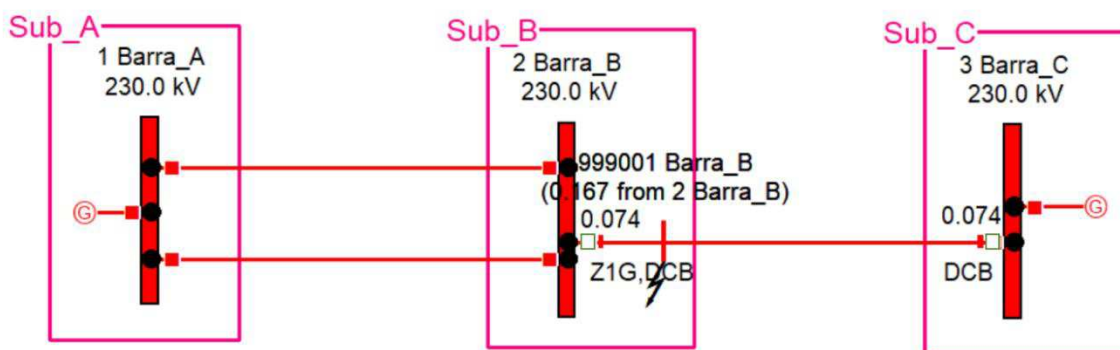 Sub_A
1 Barra_A
230.0 kV
G
Sub_B
2 Barra_B
230.0 kV
999001 Barra_B
(0.167 from 2 Barra_B)
0.074
Z1G,DCB
Sub_C
3 Barra_C
230.0 kV
0.074
G
DCB